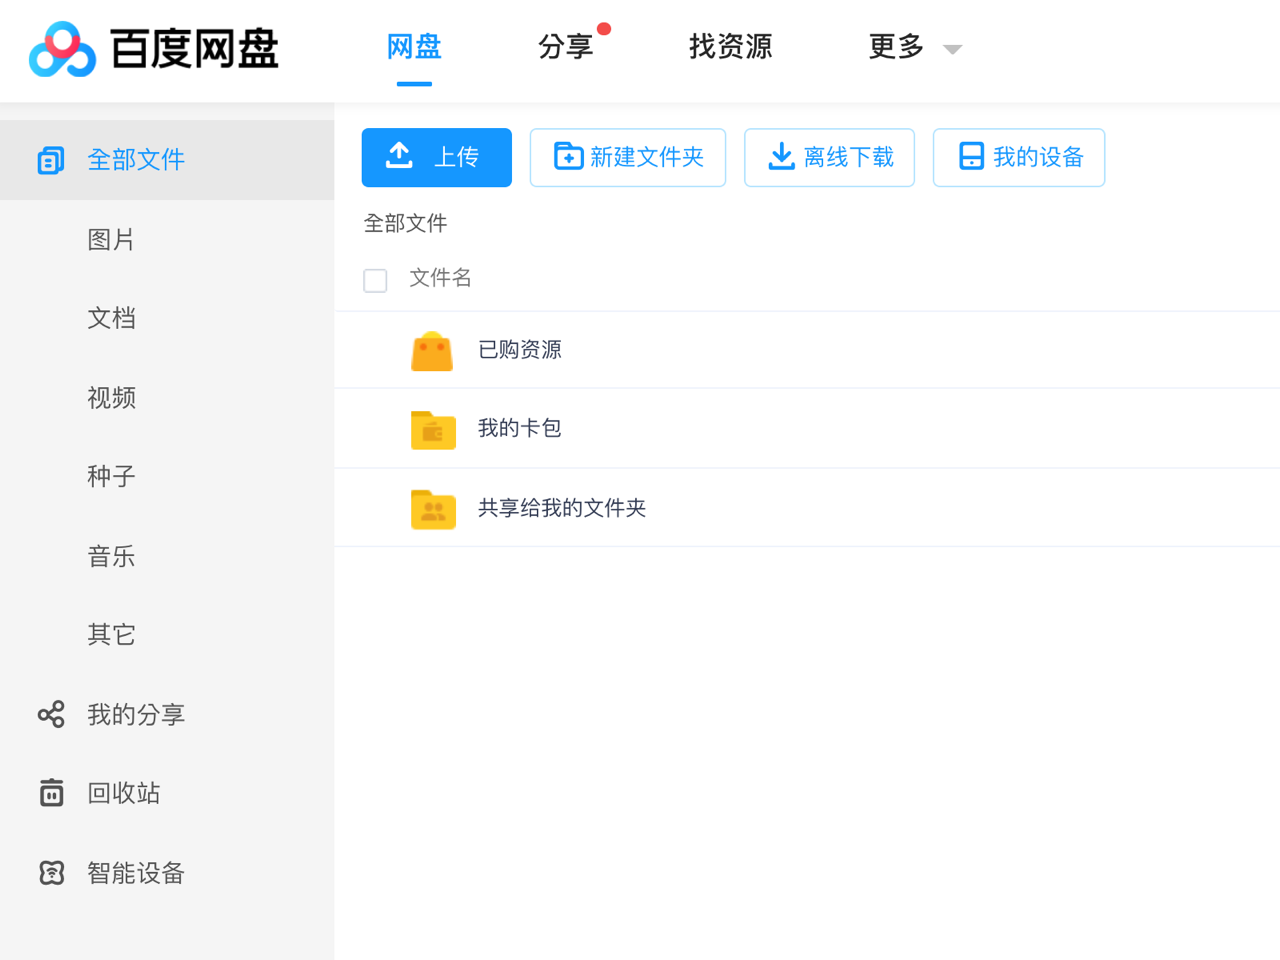 百度网盘
网盘
分享
找资源
更多
全部文件
图片
文档
视频
种子
音乐
其它
我的分享
回收站
智能设备
上传
新建文件夹
离线下载
我的设备
全部文件
文件名
已购资源
我的卡包
共享给我的文件夹